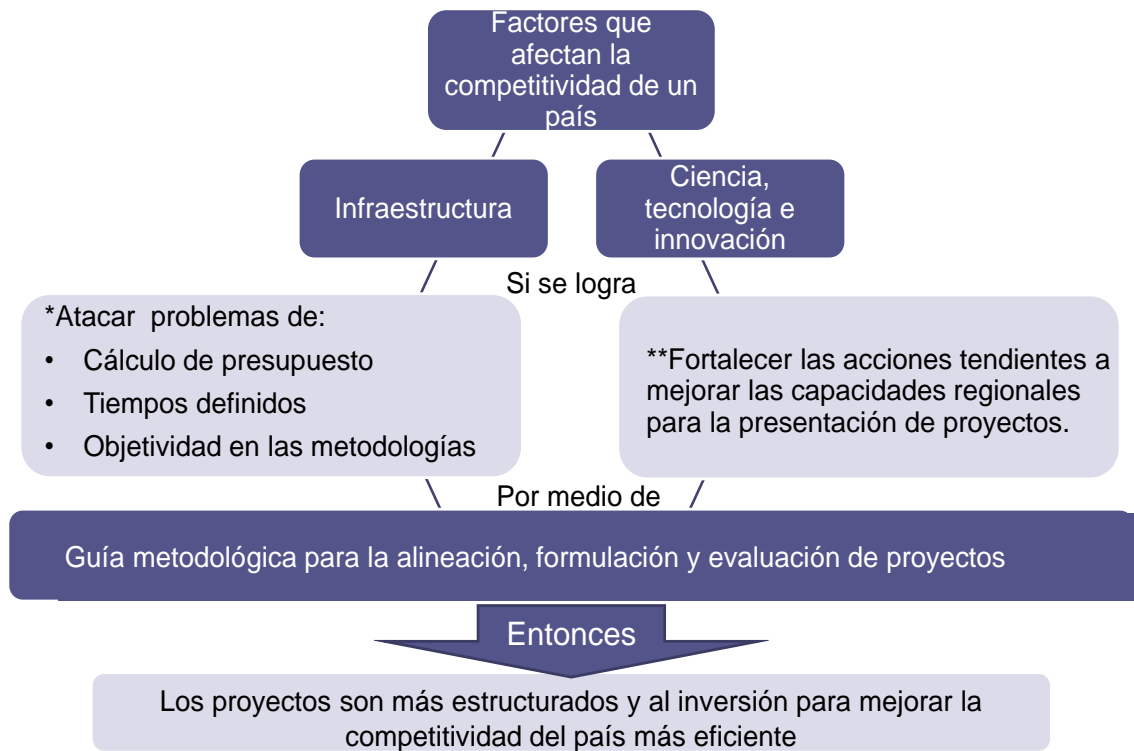 Factores que
afectan la
competitividad de un
país
Infraestructura
Ciencia,
tecnología e
innovación
Si se logra
*Atacar problemas de:
• Cálculo de presupuesto
• Tiempos definidos
• Objetividad en las metodologías
**Fortalecer las acciones tendientes a
mejorar las capacidades regionales
para la presentación de proyectos.
Por medio de
Guía metodológica para la alineación, formulación y evaluación de proyectos
Entonces
Los proyectos son más estructurados y al inversión para mejorar la
competitividad del país más eficiente